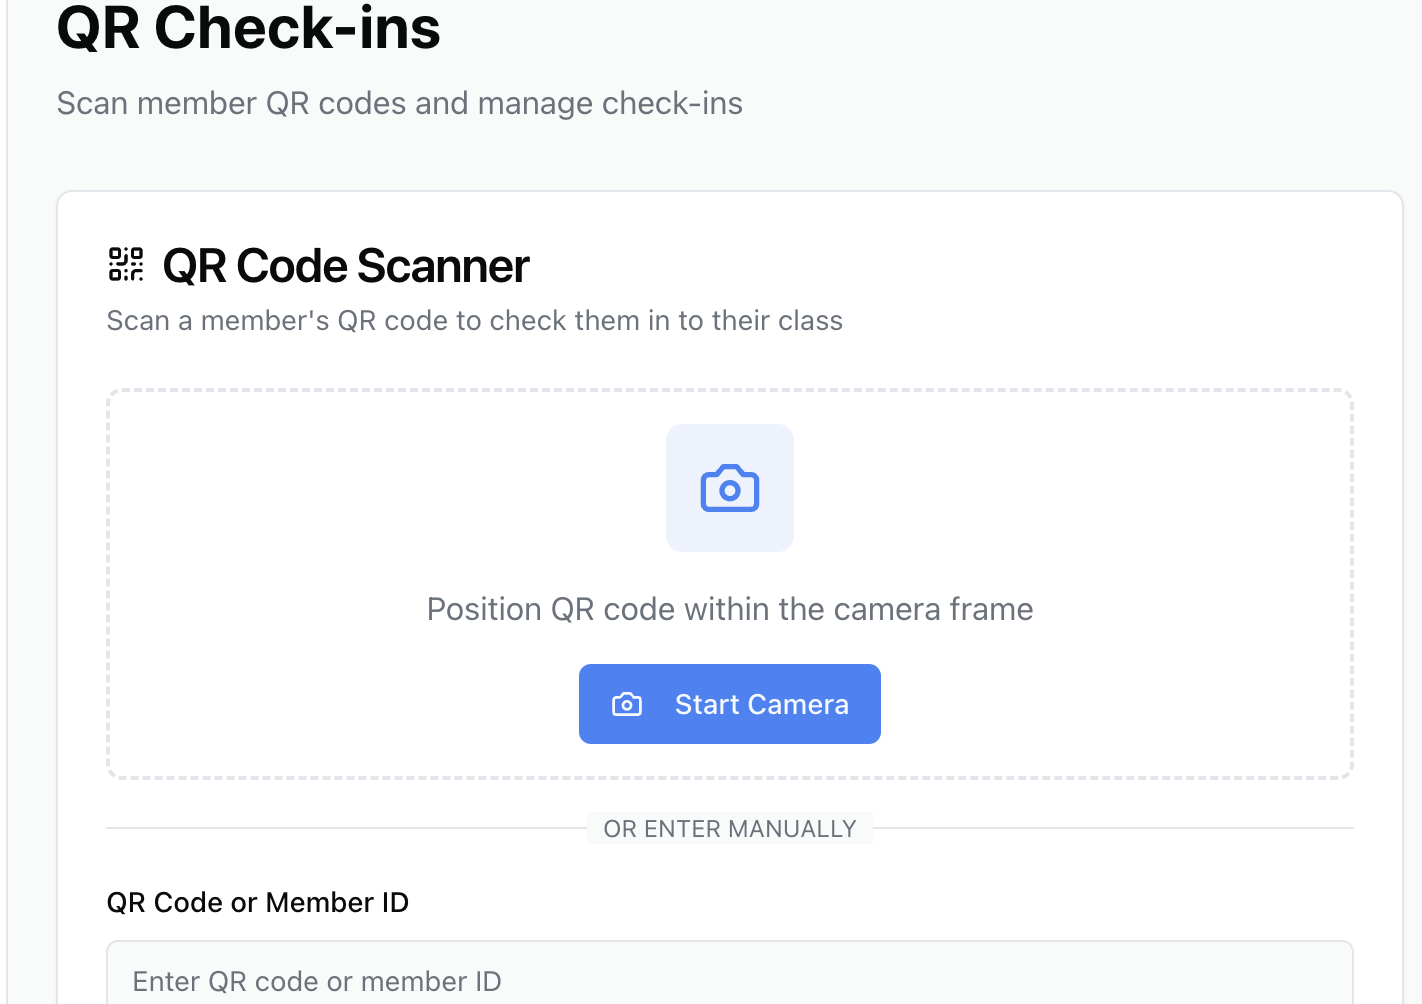 QR Check-ins
Scan member QR codes and manage check-ins
QR Code Scanner
Scan a member's QR code to check them in to their class
Position QR code within the camera frame
Start Camera
OR ENTER MANUALLY
QR Code or Member ID
Enter QR code or member ID